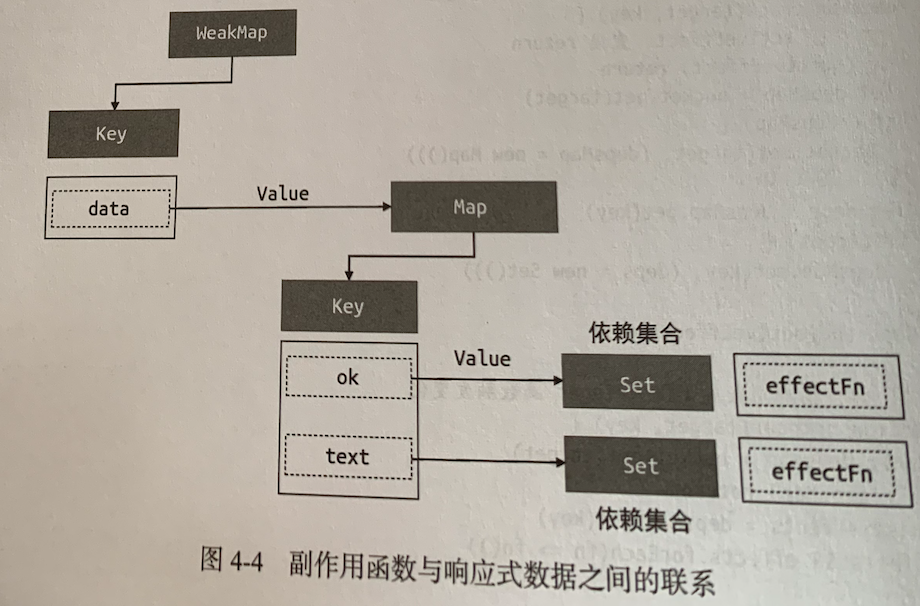 WeakMap
Key
data
Value
Map
Key
依赖集合
ok
Value
Set
effectFn
text
Set
effectFn
依赖集合
图 4-4 副作用函数与响应式数据之间的联系